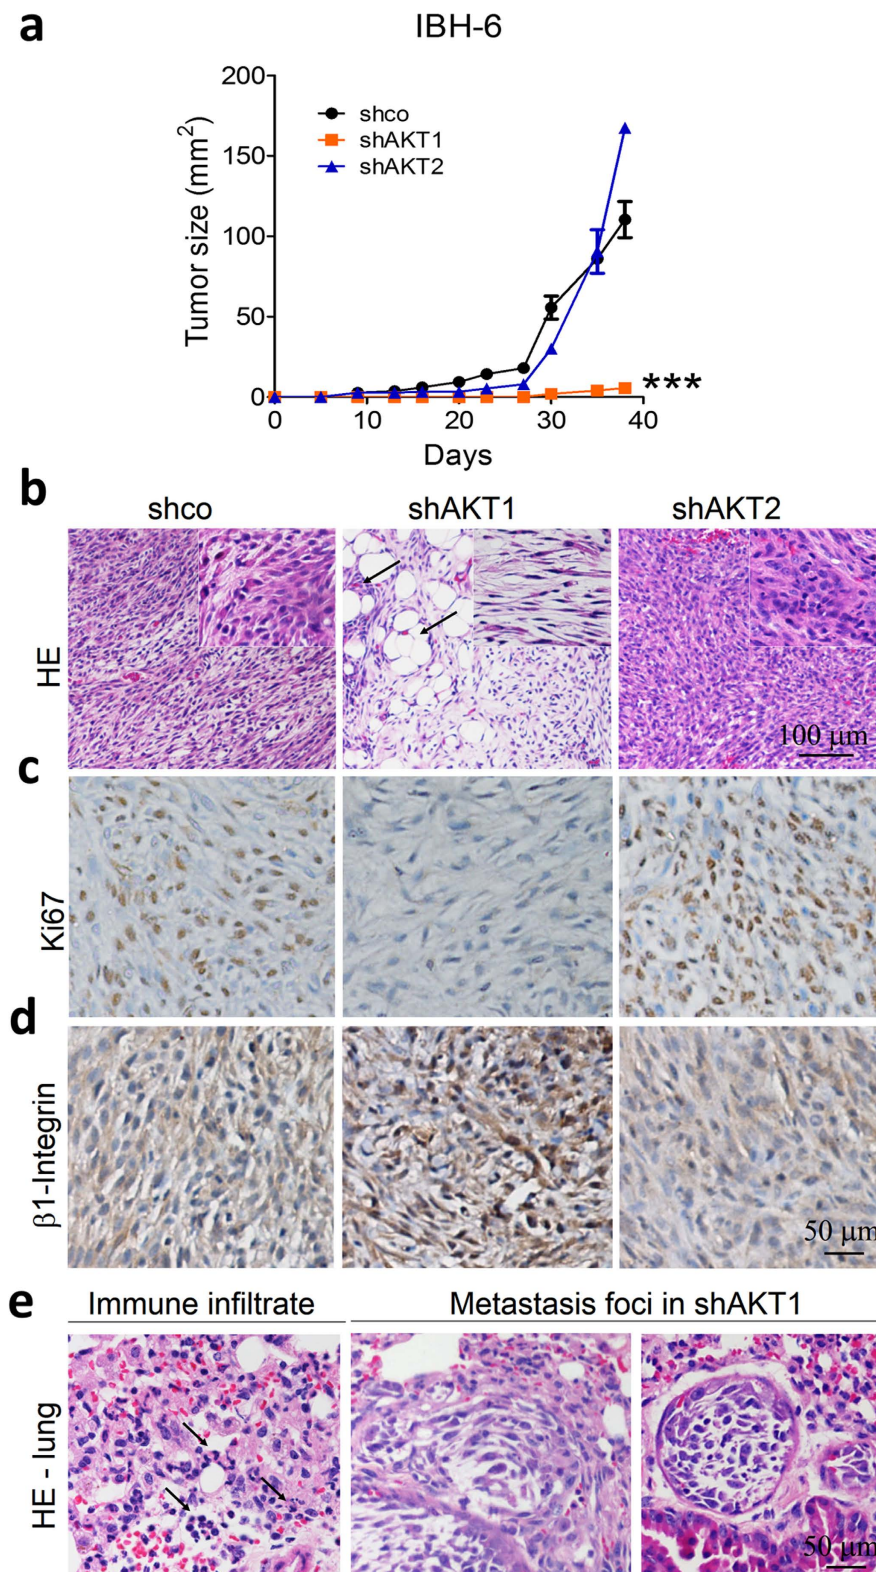 a
IBH-6
200
150
100
50
0
Tumor size (mm²)
shco
shAKT1
shAKT2
***
0 10 20 30 40
Days
b
shco shAKT1 shAKT2
HE
100 μm
c
Ki67
d
β1-Integrin
50 μm
e
Immune infiltrate Metastasis foci in shAKT1
HE - lung
50 μm